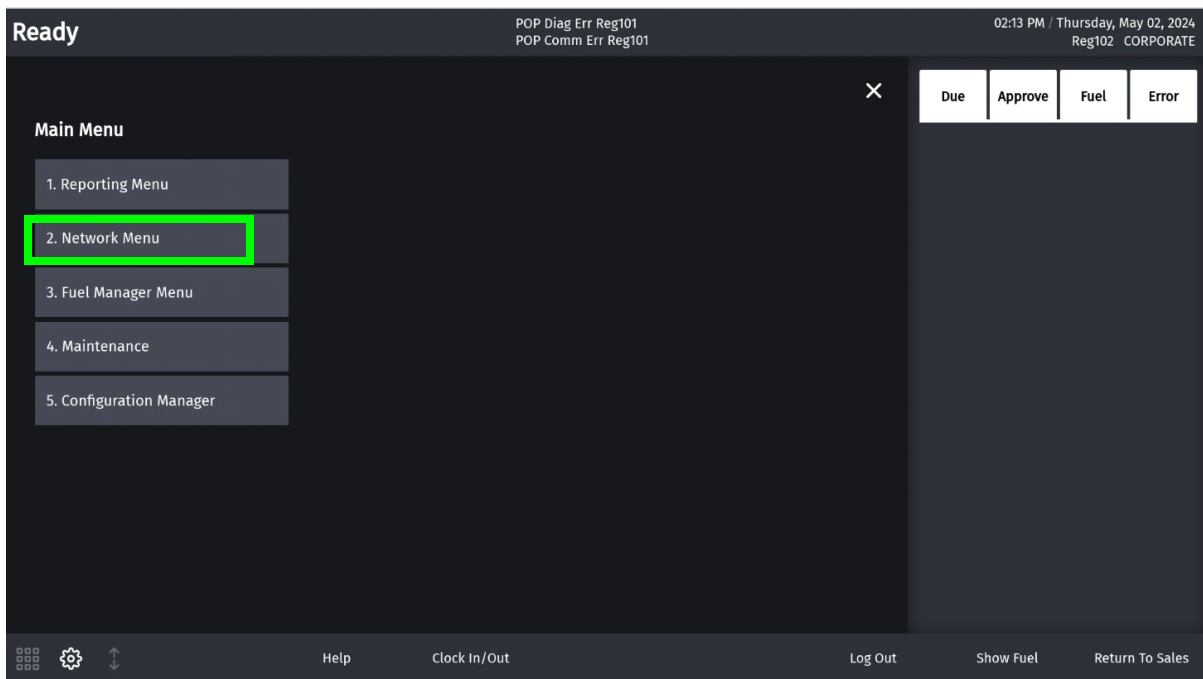 Ready
POP Diag Err Reg101
POP Comm Err Reg101
02:13 PM / Thursday, May 02, 2024
Reg102 CORPORATE
Due Approve Fuel Error
Main Menu
1. Reporting Menu
2. Network Menu
3. Fuel Manager Menu
4. Maintenance
5. Configuration Manager
Help Clock In/Out Log Out Show Fuel Return To Sales